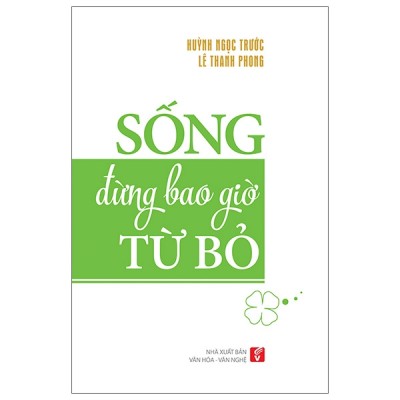 HUỲNH NGỌC TRƯỚC
LÊ THANH PHONG
SỐNG
đừng bao giờ
TỪ BỎ
NHÀ XUẤT BẢN
VĂN HÓA - VĂN NGHỆ